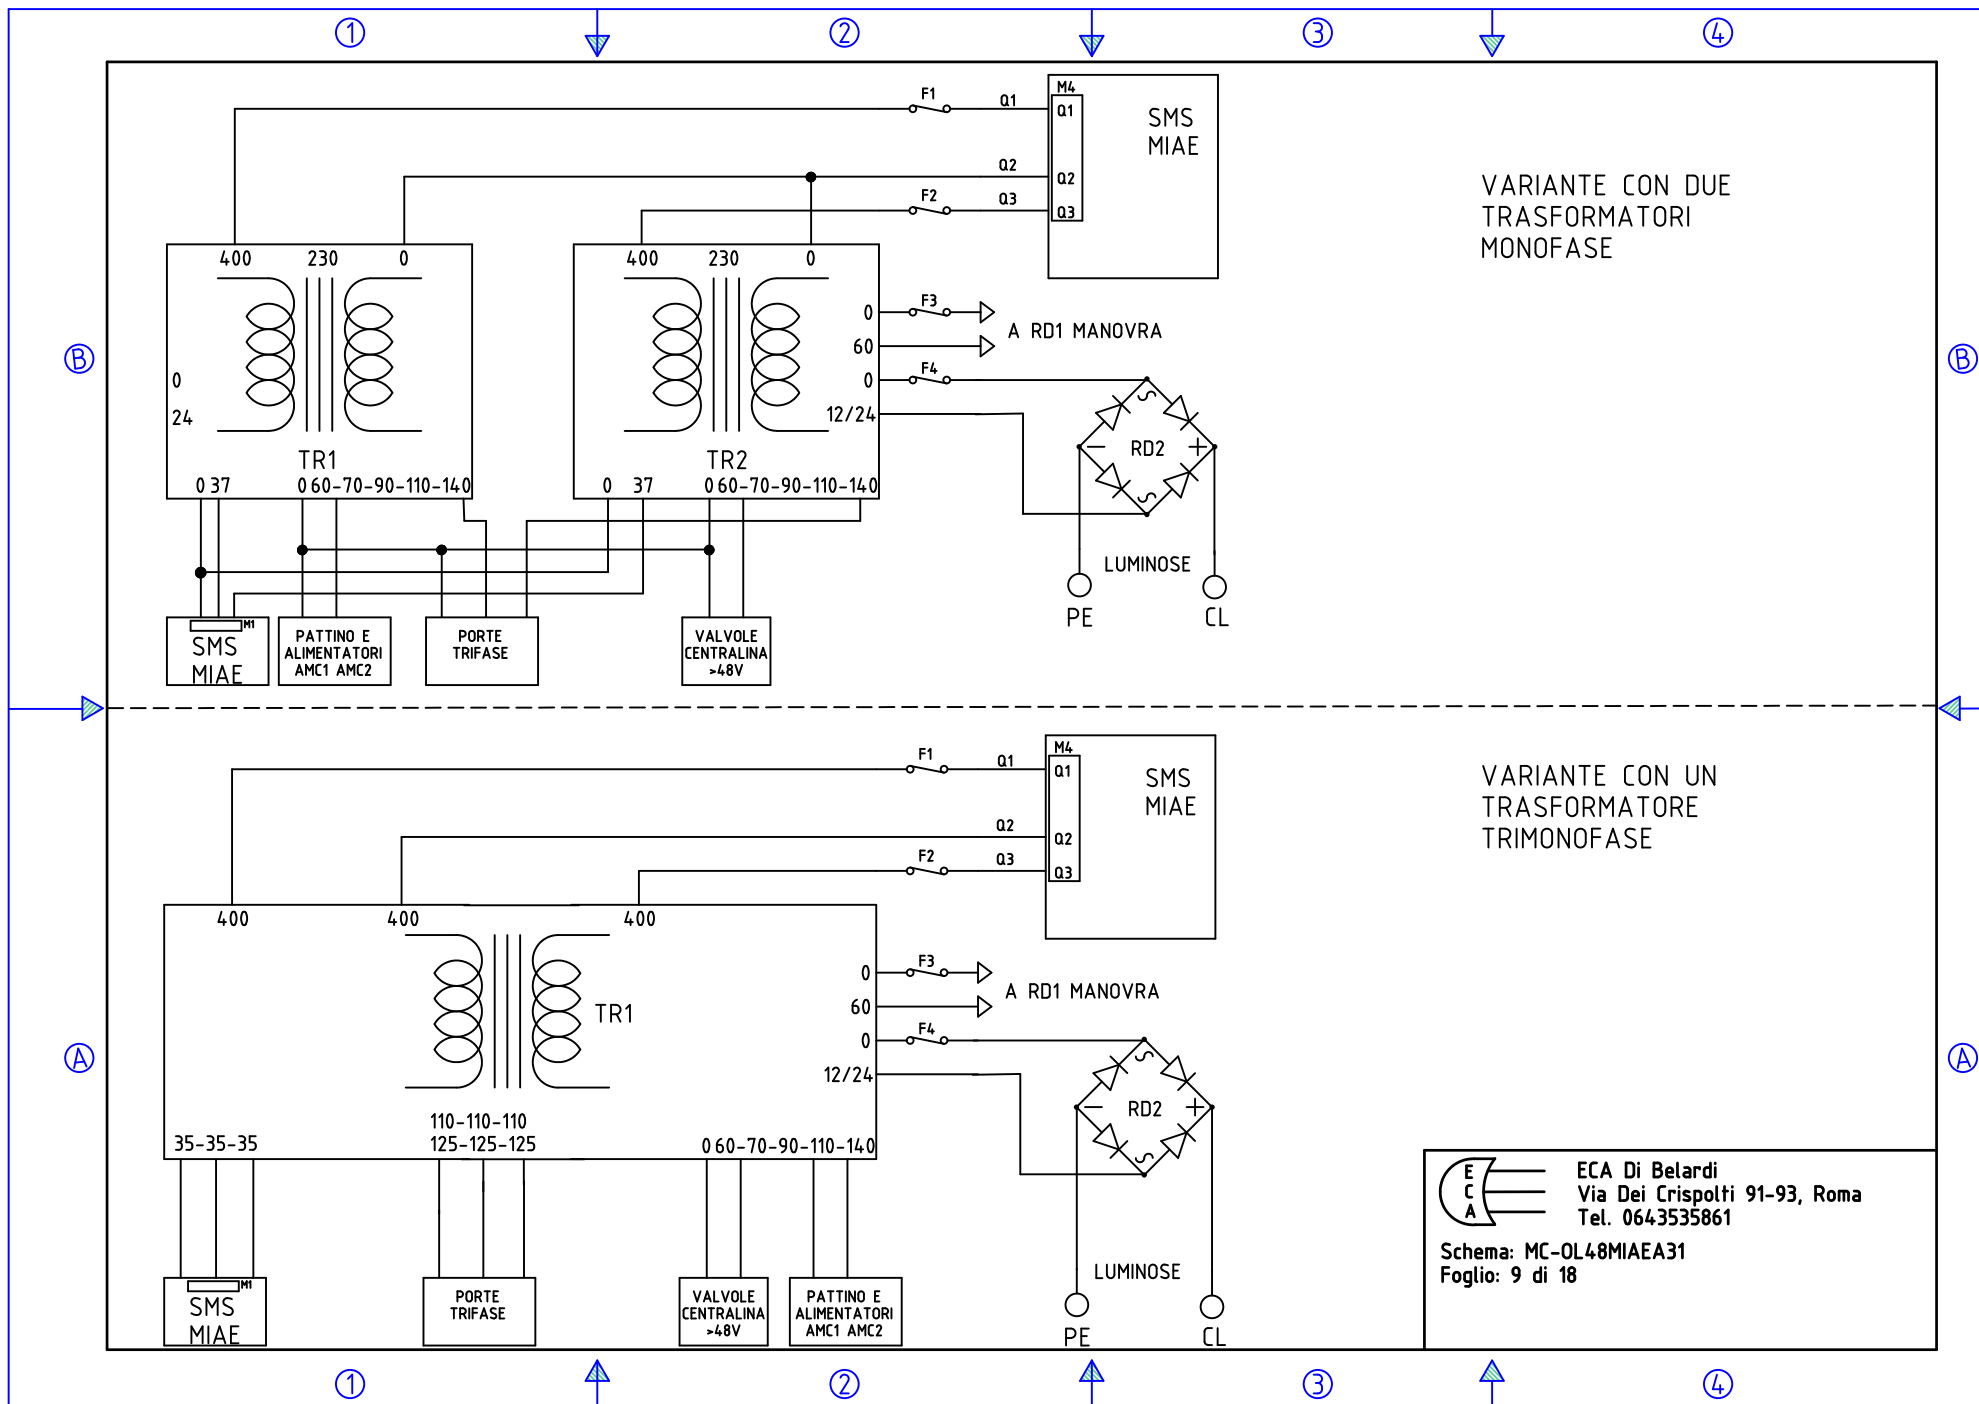 1
2
3
4
F1
Q1
M4
Q1
SMS
MIAE
Q2
Q2
F2
Q3
Q3
VARIANTE CON DUE
TRASFORMATORI
MONOFASE
400 230 0
400 230 0
0
F3
A RD1 MANOVRA
60
0
F4
12/24
B
B
0
24
TR1
TR2
S
RD2
S
0 37
0 60-70-90-110-140
0 37
0 60-70-90-110-140
LUMINOSE
PE
CL
M1
SMS
MIAE
PATTINO E
ALIMENTATORI
AMC1 AMC2
PORTE
TRIFASE
VALVOLE
CENTRALINA
>48V
F1
Q1
M4
Q1
SMS
MIAE
Q2
Q2
F2
Q3
Q3
VARIANTE CON UN
TRASFORMATORE
TRIMONOFASE
400
400
400
0
F3
A RD1 MANOVRA
60
0
F4
12/24
TR1
A
A
S
RD2
S
35-35-35
110-110-110
125-125-125
0 60-70-90-110-140
LUMINOSE
PE
CL
M1
SMS
MIAE
PORTE
TRIFASE
VALVOLE
CENTRALINA
>48V
PATTINO E
ALIMENTATORI
AMC1 AMC2
E
C
A
ECA Di Belardi
Via Dei Crispolti 91-93, Roma
Tel. 0643535861
Schema: MC-OL48MIAEA31
Foglio: 9 di 18
1
2
3
4